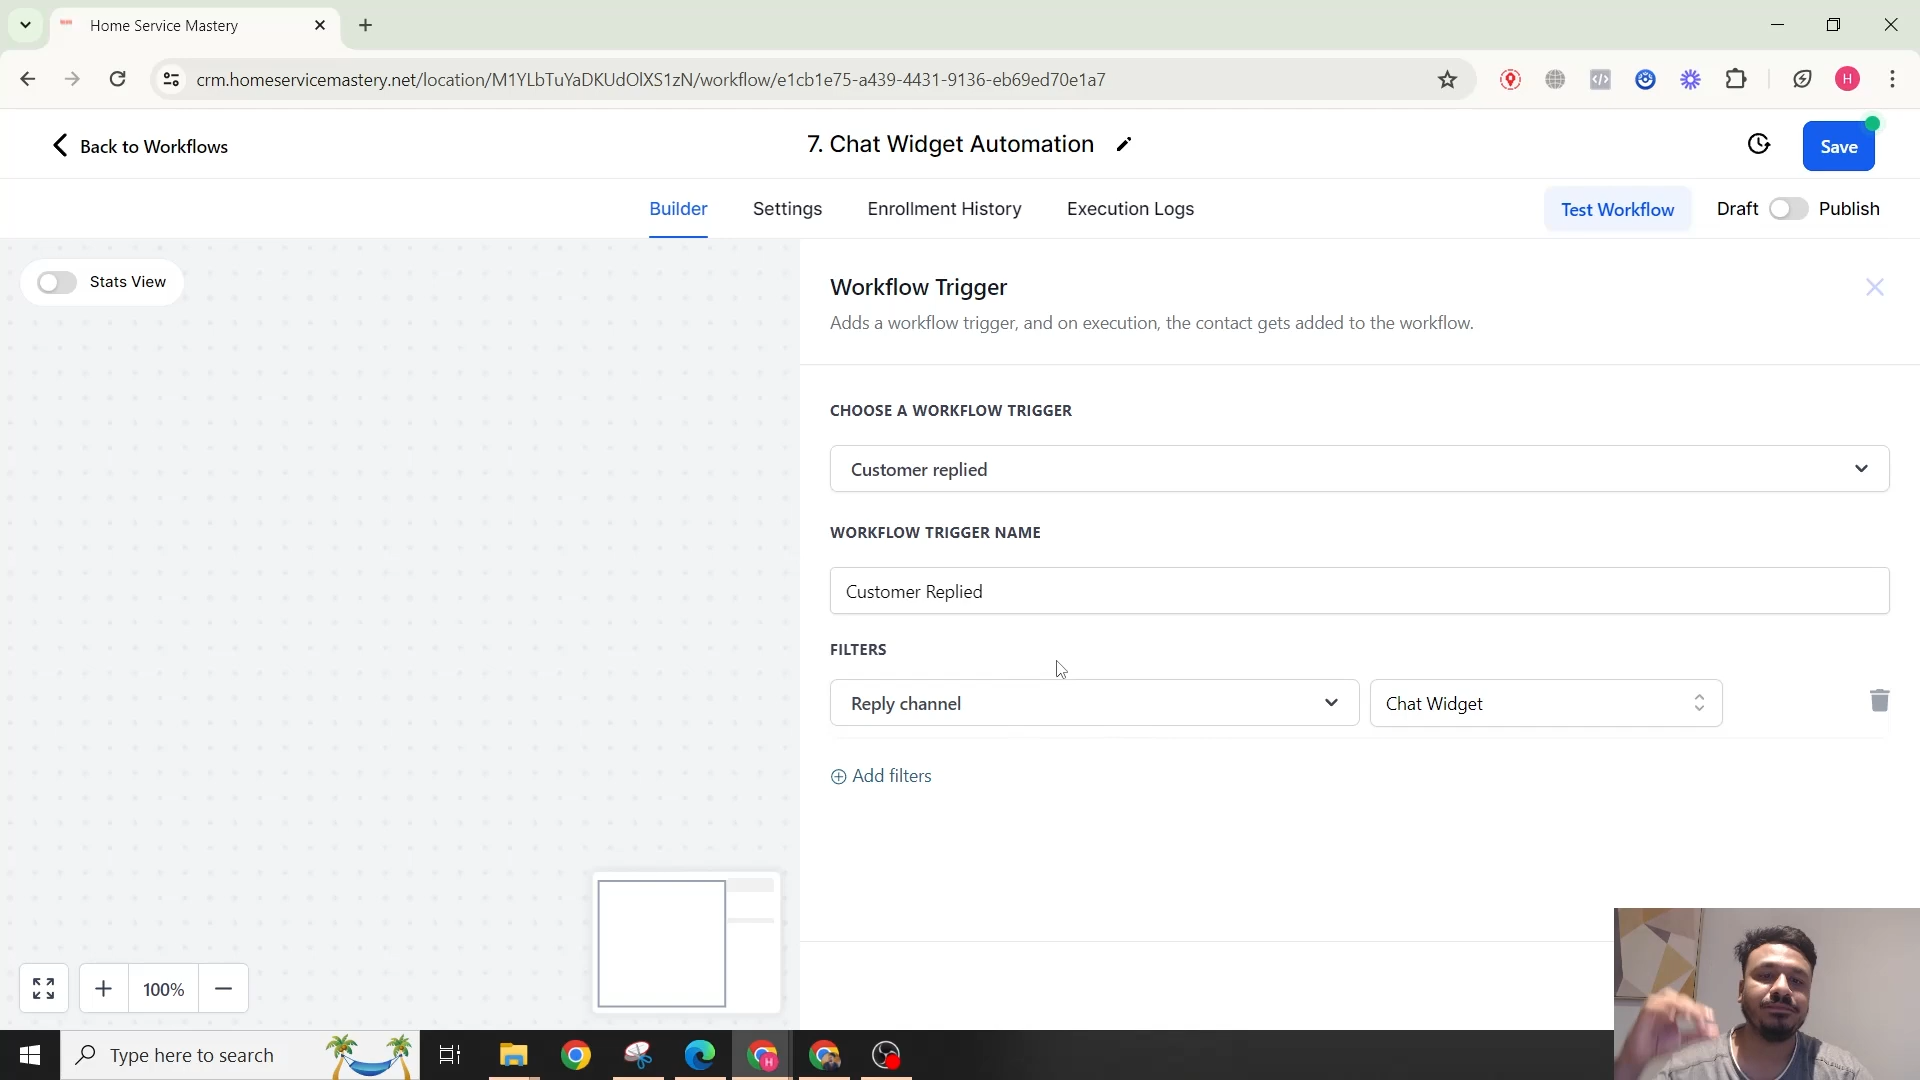 Home Service Mastery
crm.homeservicemastery.net/location/M1YLbTuYaDKUdOlXS1zN/workflow/e1cb1e75-a439-4431-9136-eb69ed70e1a7
H
Back to Workflows
7. Chat Widget Automation
Save
Builder
Settings
Enrollment History
Execution Logs
Test Workflow
Draft
Publish
Stats View
Workflow Trigger
Adds a workflow trigger, and on execution, the contact gets added to the workflow.
CHOOSE A WORKFLOW TRIGGER
Customer replied
WORKFLOW TRIGGER NAME
Customer Replied
FILTERS
Reply channel
Chat Widget
Add filters
100%
Type here to search
H